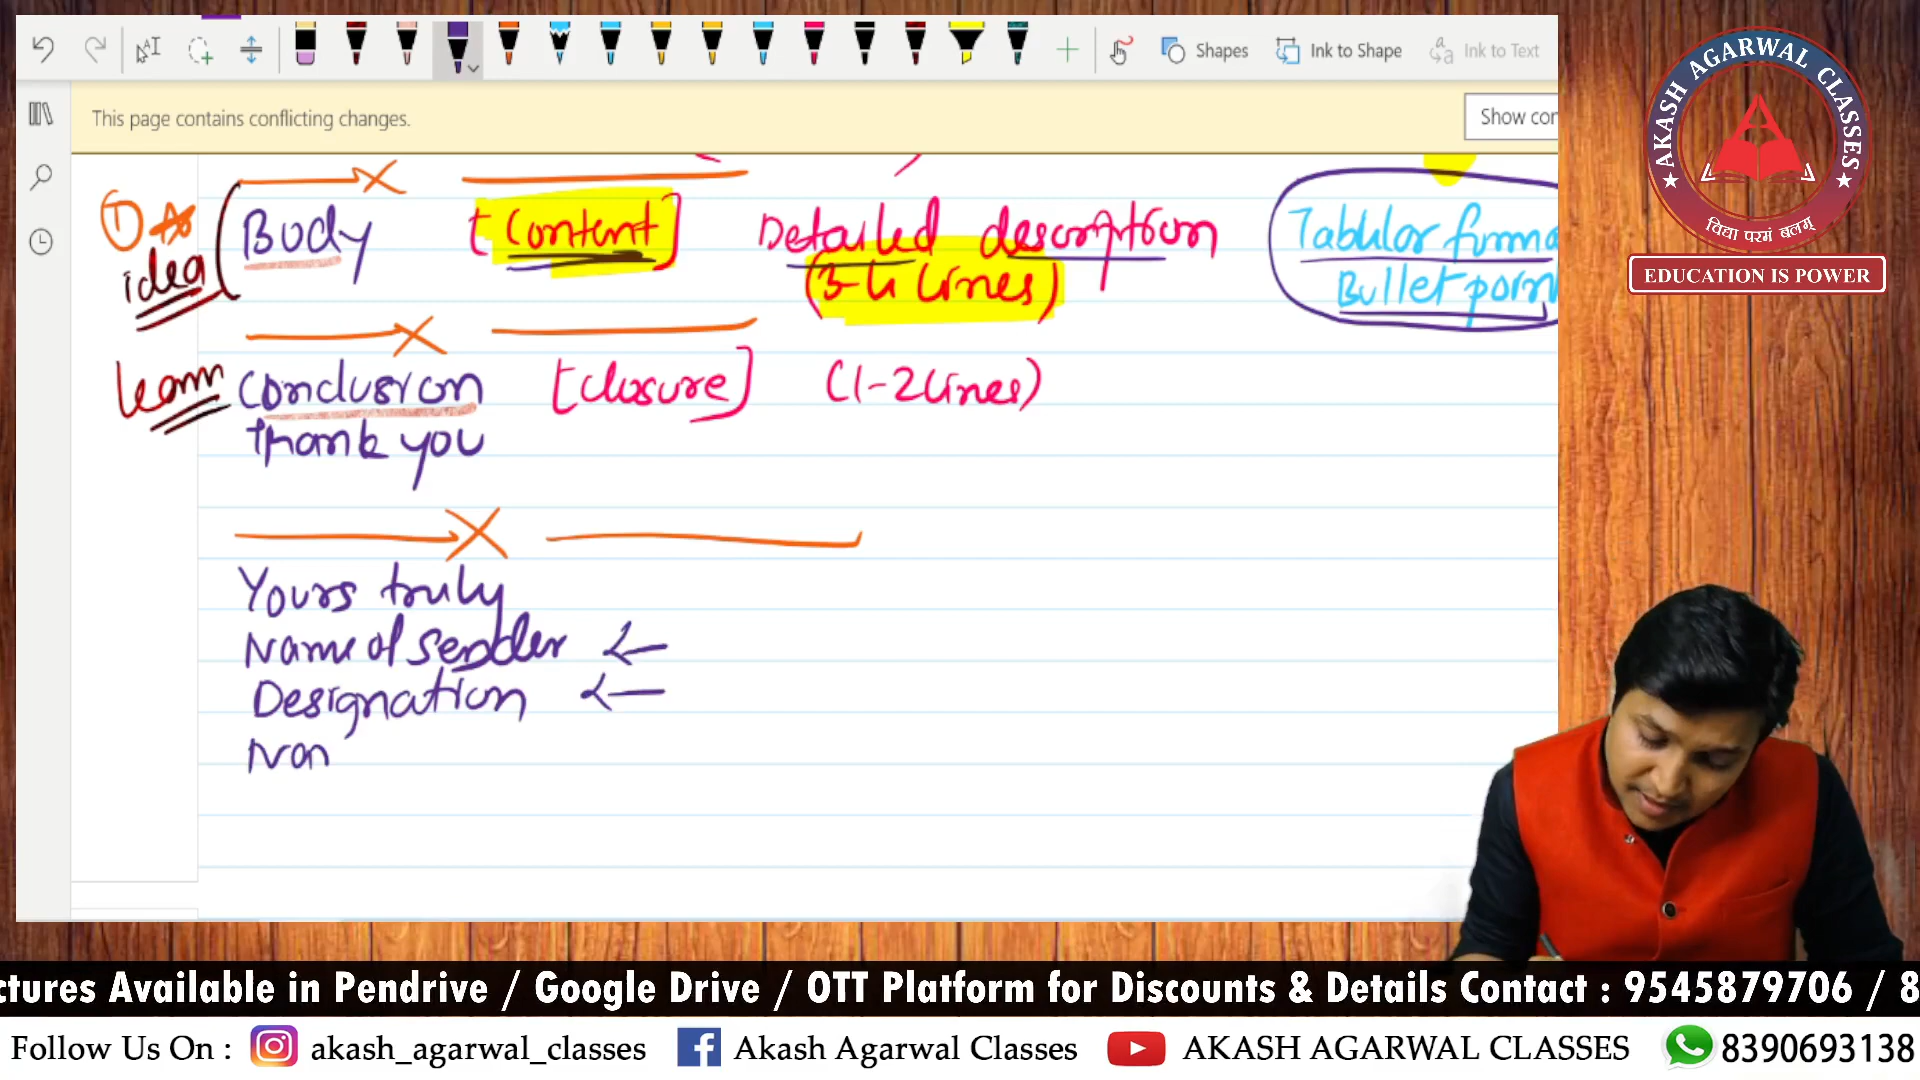 Shapes
Ink to Shape
Ink to Text
This page contains conflicting changes.
Show con
AKASH AGARWAL CLASSES
विद्या परमं बलम्
EDUCATION IS POWER
① idea
Body [Content] Detailed description
(3-4 lines)
Tabular forma
Bullet poin
learn Conclusion [closure] (1-2 lines)
Thank you
Yours truly
Name of Sender ←
Designation ←
Nam
ctures Available in Pendrive / Google Drive / OTT Platform for Discounts & Details Contact : 9545879706 / 8
Follow Us On : akash_agarwal_classes Akash Agarwal Classes AKASH AGARWAL CLASSES 8390693138